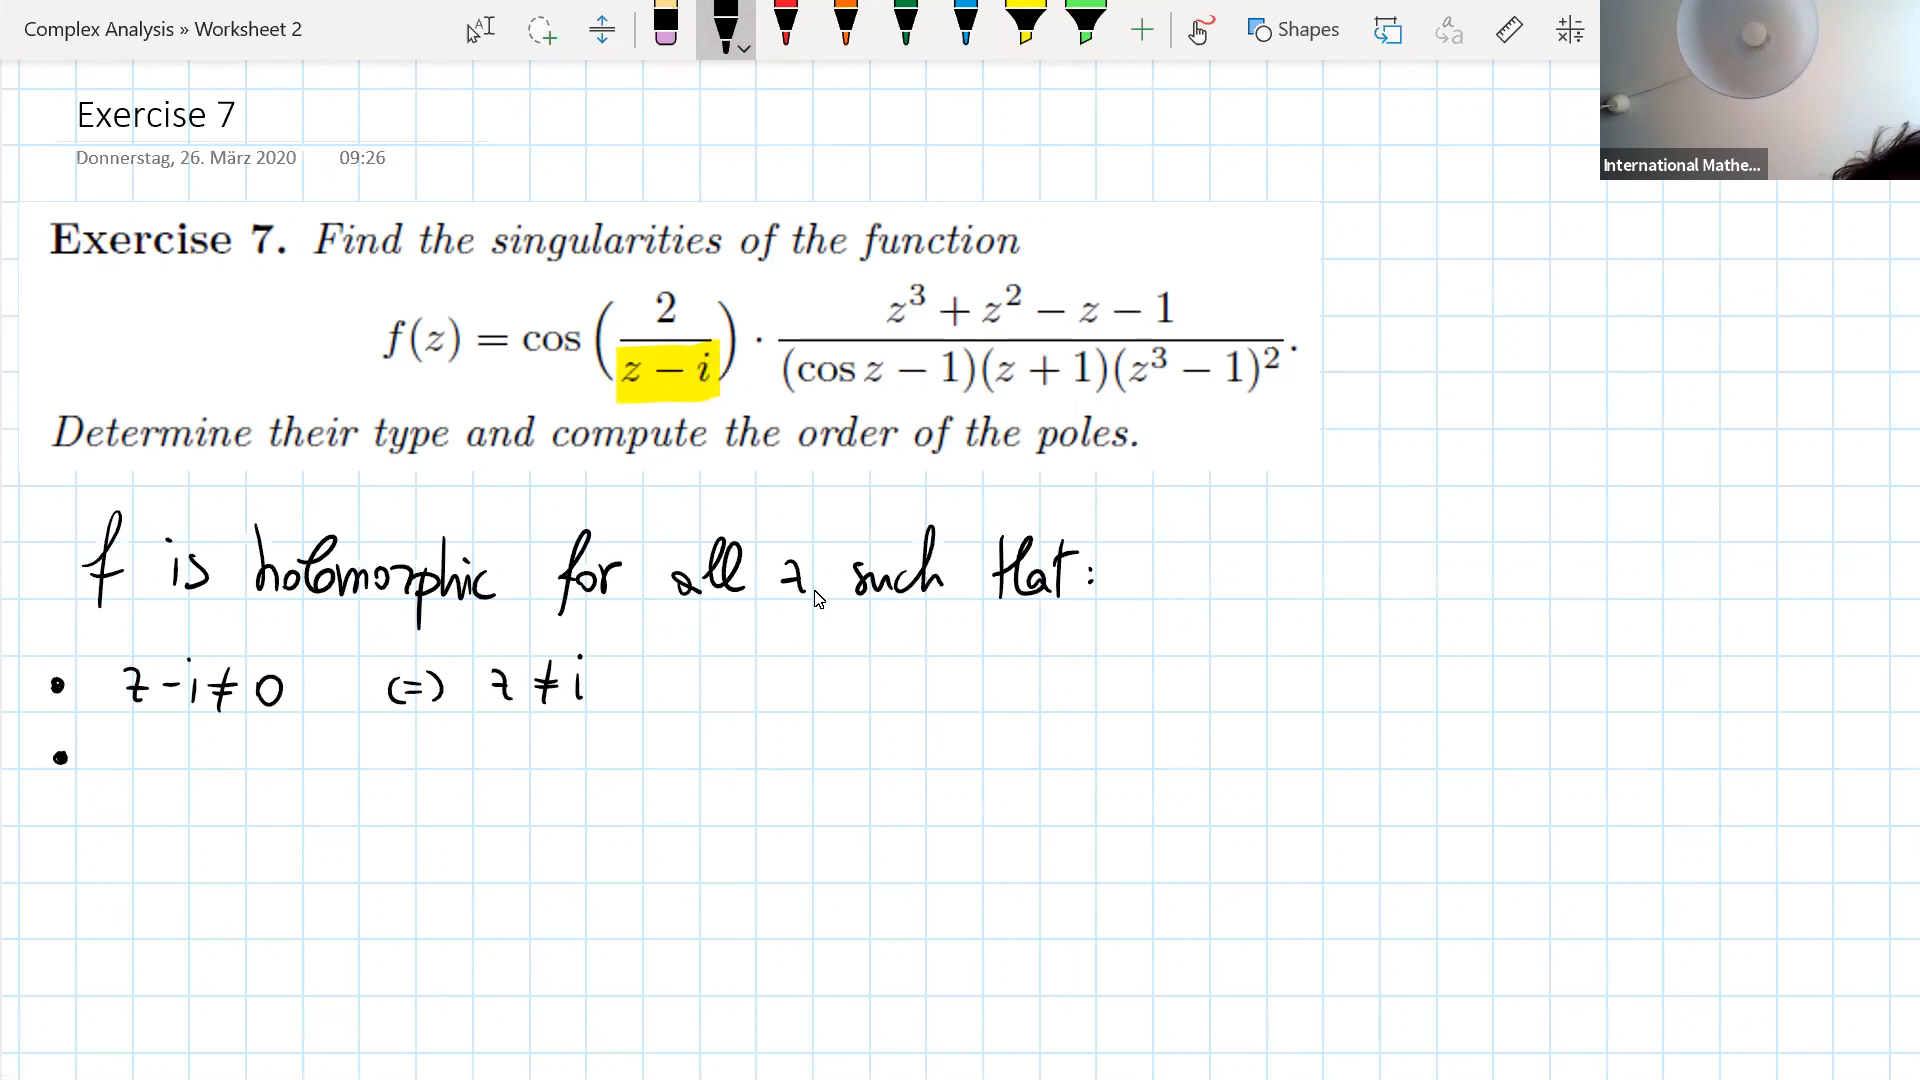 Complex Analysis » Worksheet 2
Shapes
International Mathe...
Exercise 7
Donnerstag, 26. März 2020 09:26
Exercise 7. Find the singularities of the function
f(z) = cos (2/(z − i)) · (z³ + z² − z − 1)/((cos z − 1)(z + 1)(z³ − 1)²).
Determine their type and compute the order of the poles.
f is holomorphic for all z such that:
• z - i ≠ 0 (=) z ≠ i
•